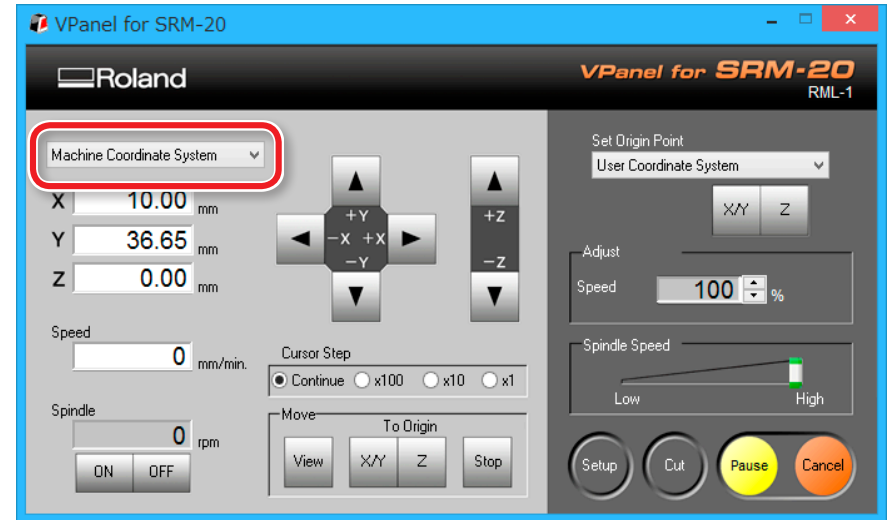 VPanel for SRM-20
Roland
VPanel for SRM-20
RML-1
Machine Coordinate System
X 10.00 mm
Y 36.65 mm
Z 0.00 mm
Speed
0 mm/min.
Spindle
0 rpm
ON OFF
+Y
-X +X
-Y
+Z
-Z
Cursor Step
Continue x100 x10 x1
Move
To Origin
View X/Y Z Stop
Set Origin Point
User Coordinate System
X/Y Z
Adjust
Speed 100 %
Spindle Speed
Low High
Setup Cut Pause Cancel